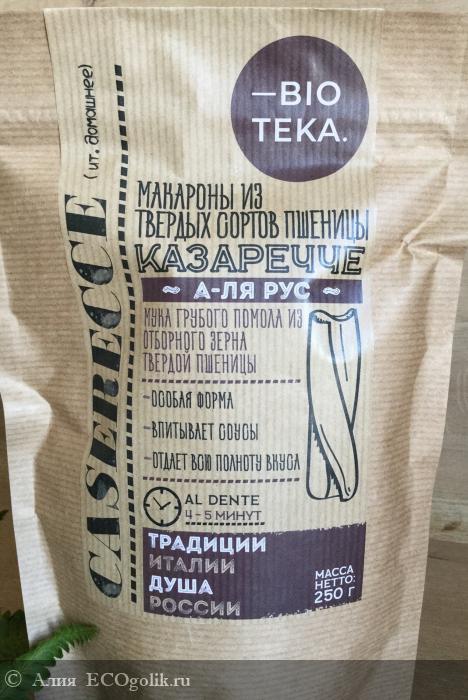 —BIO
TEKA.
CASERECCE
(ит. домашнее)
МАКАРОНЫ ИЗ
ТВЕРДЫХ СОРТОВ ПШЕНИЦЫ
КАЗАРЕЧЧЕ
~ А-ЛЯ РУС ~
МУКА ГРУБОГО ПОМОЛА ИЗ
ОТБОРНОГО ЗЕРНА
ТВЕРДОЙ ПШЕНИЦЫ
-ОСОБАЯ ФОРМА
-ВПИТЫВАЕТ СОУСЫ
-ОТДАЕТ ВСЮ ПОЛНОТУ ВКУСА
AL DENTE
4-5 МИНУТ
ТРАДИЦИИ
ИТАЛИИ
ДУША
РОССИИ
МАССА
НЕТТО:
250 Г
© Алия ECOgolik.ru